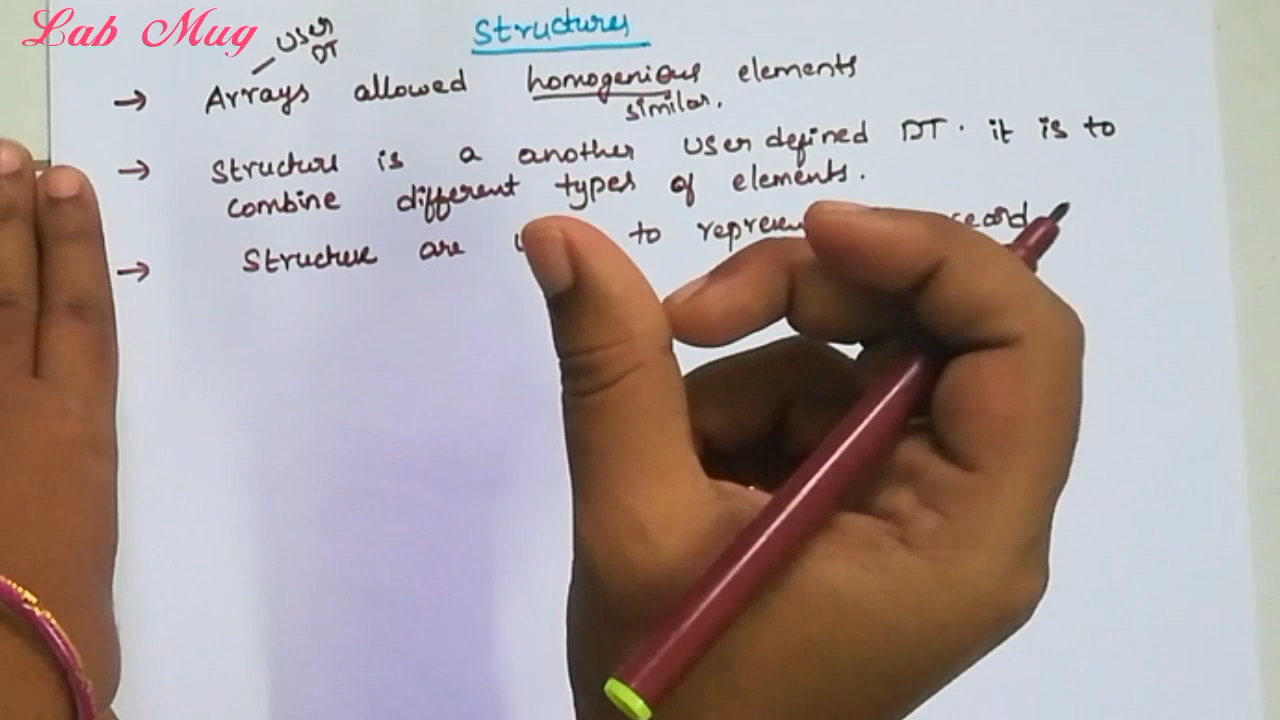 Lab Mug
Structures
User
DT
→ Arrays allowed homogenious elements
similar.
→ Structure is a another user defined DT. it is to
combine different types of elements.
→ Structure are to